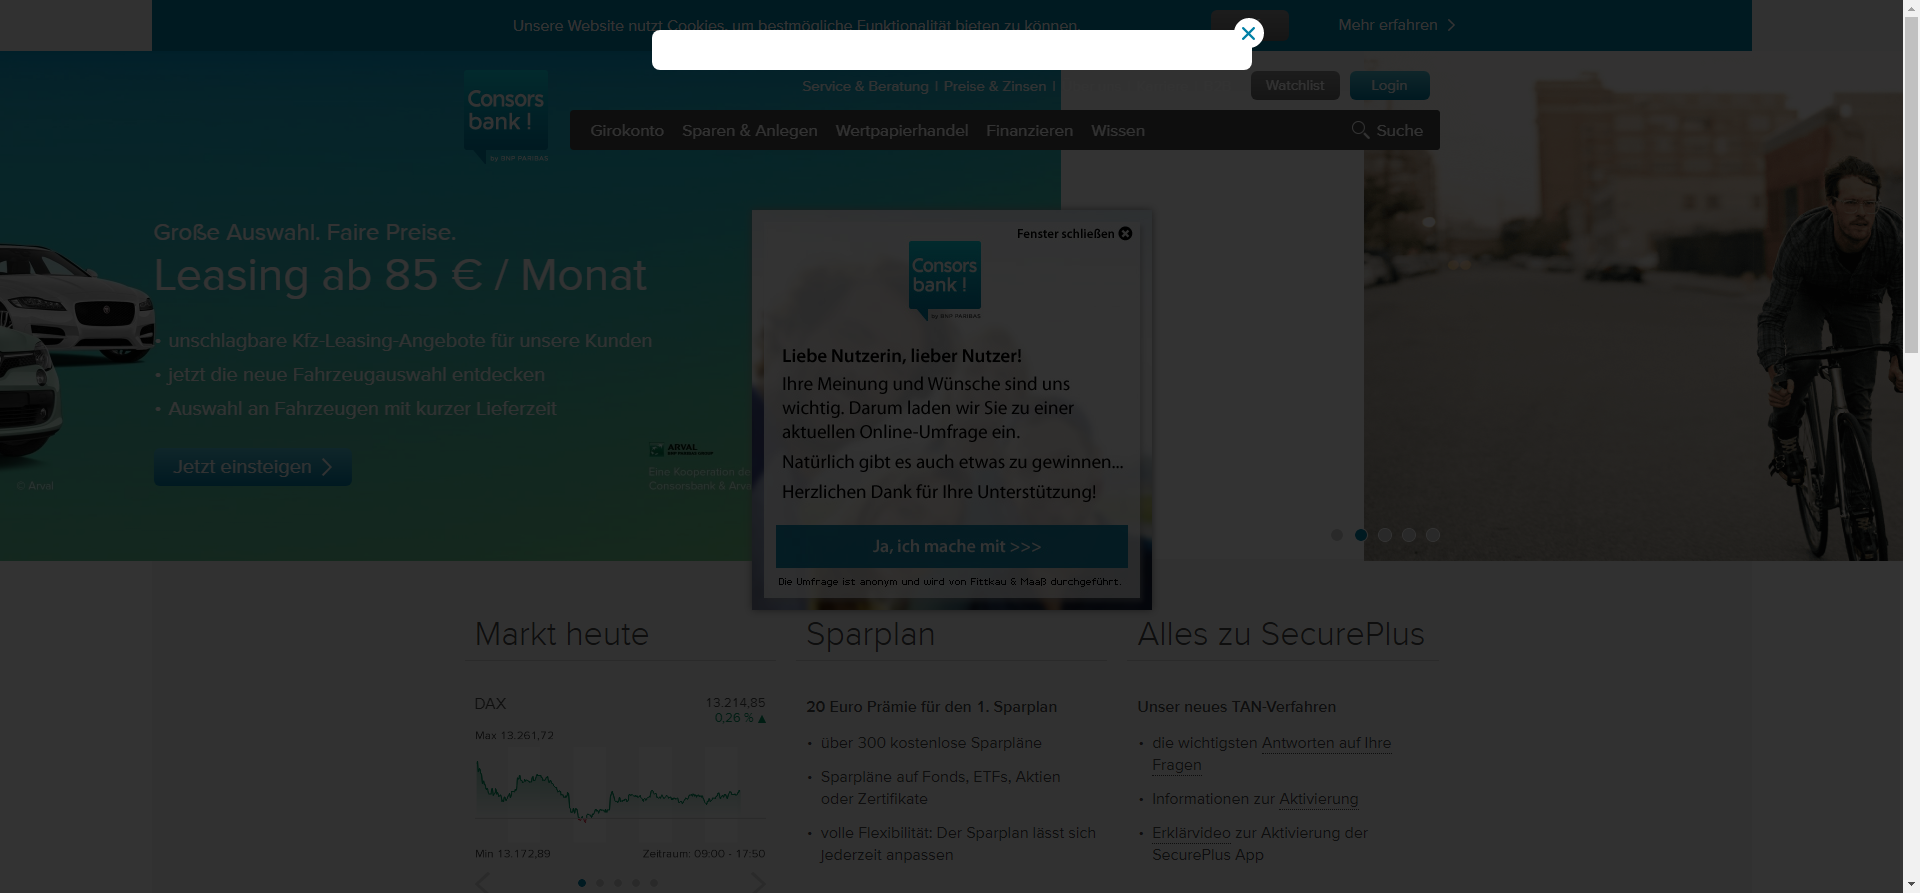 Unsere Website nutzt Cookies, um bestmögliche Funktionalität bieten zu können.
Mehr erfahren
Service & Beratung | Preise & Zinsen |
Watchlist
Login
Consors
bank !
by BNP PARIBAS
Girokonto Sparen & Anlegen Wertpapierhandel Finanzieren Wissen
Suche
Große Auswahl. Faire Preise.
Leasing ab 85 € / Monat
• unschlagbare Kfz-Leasing-Angebote für unsere Kunden
• jetzt die neue Fahrzeugauswahl entdecken
• Auswahl an Fahrzeugen mit kurzer Lieferzeit
Jetzt einsteigen
© Arval
ARVAL
BNP PARIBAS GROUP
Eine Kooperation
Consorsbank &
Fenster schließen
Consors
bank !
by BNP PARIBAS
Liebe Nutzerin, lieber Nutzer!
Ihre Meinung und Wünsche sind uns
wichtig. Darum laden wir Sie zu einer
aktuellen Online-Umfrage ein.
Natürlich gibt es auch etwas zu gewinnen...
Herzlichen Dank für Ihre Unterstützung!
Ja, ich mache mit >>>
Die Umfrage ist anonym und wird von Fittkau & Maaß durchgeführt.
Markt heute
DAX
13.214,85
0,26 % ▲
Max 13.261,72
Min 13.172,89
Zeitraum: 09:00 - 17:50
Sparplan
20 Euro Prämie für den 1. Sparplan
• über 300 kostenlose Sparpläne
• Sparpläne auf Fonds, ETFs, Aktien
oder Zertifikate
• volle Flexibilität: Der Sparplan lässt sich
jederzeit anpassen
Alles zu SecurePlus
Unser neues TAN-Verfahren
• die wichtigsten Antworten auf Ihre
Fragen
• Informationen zur Aktivierung
• Erklärvideo zur Aktivierung der
SecurePlus App